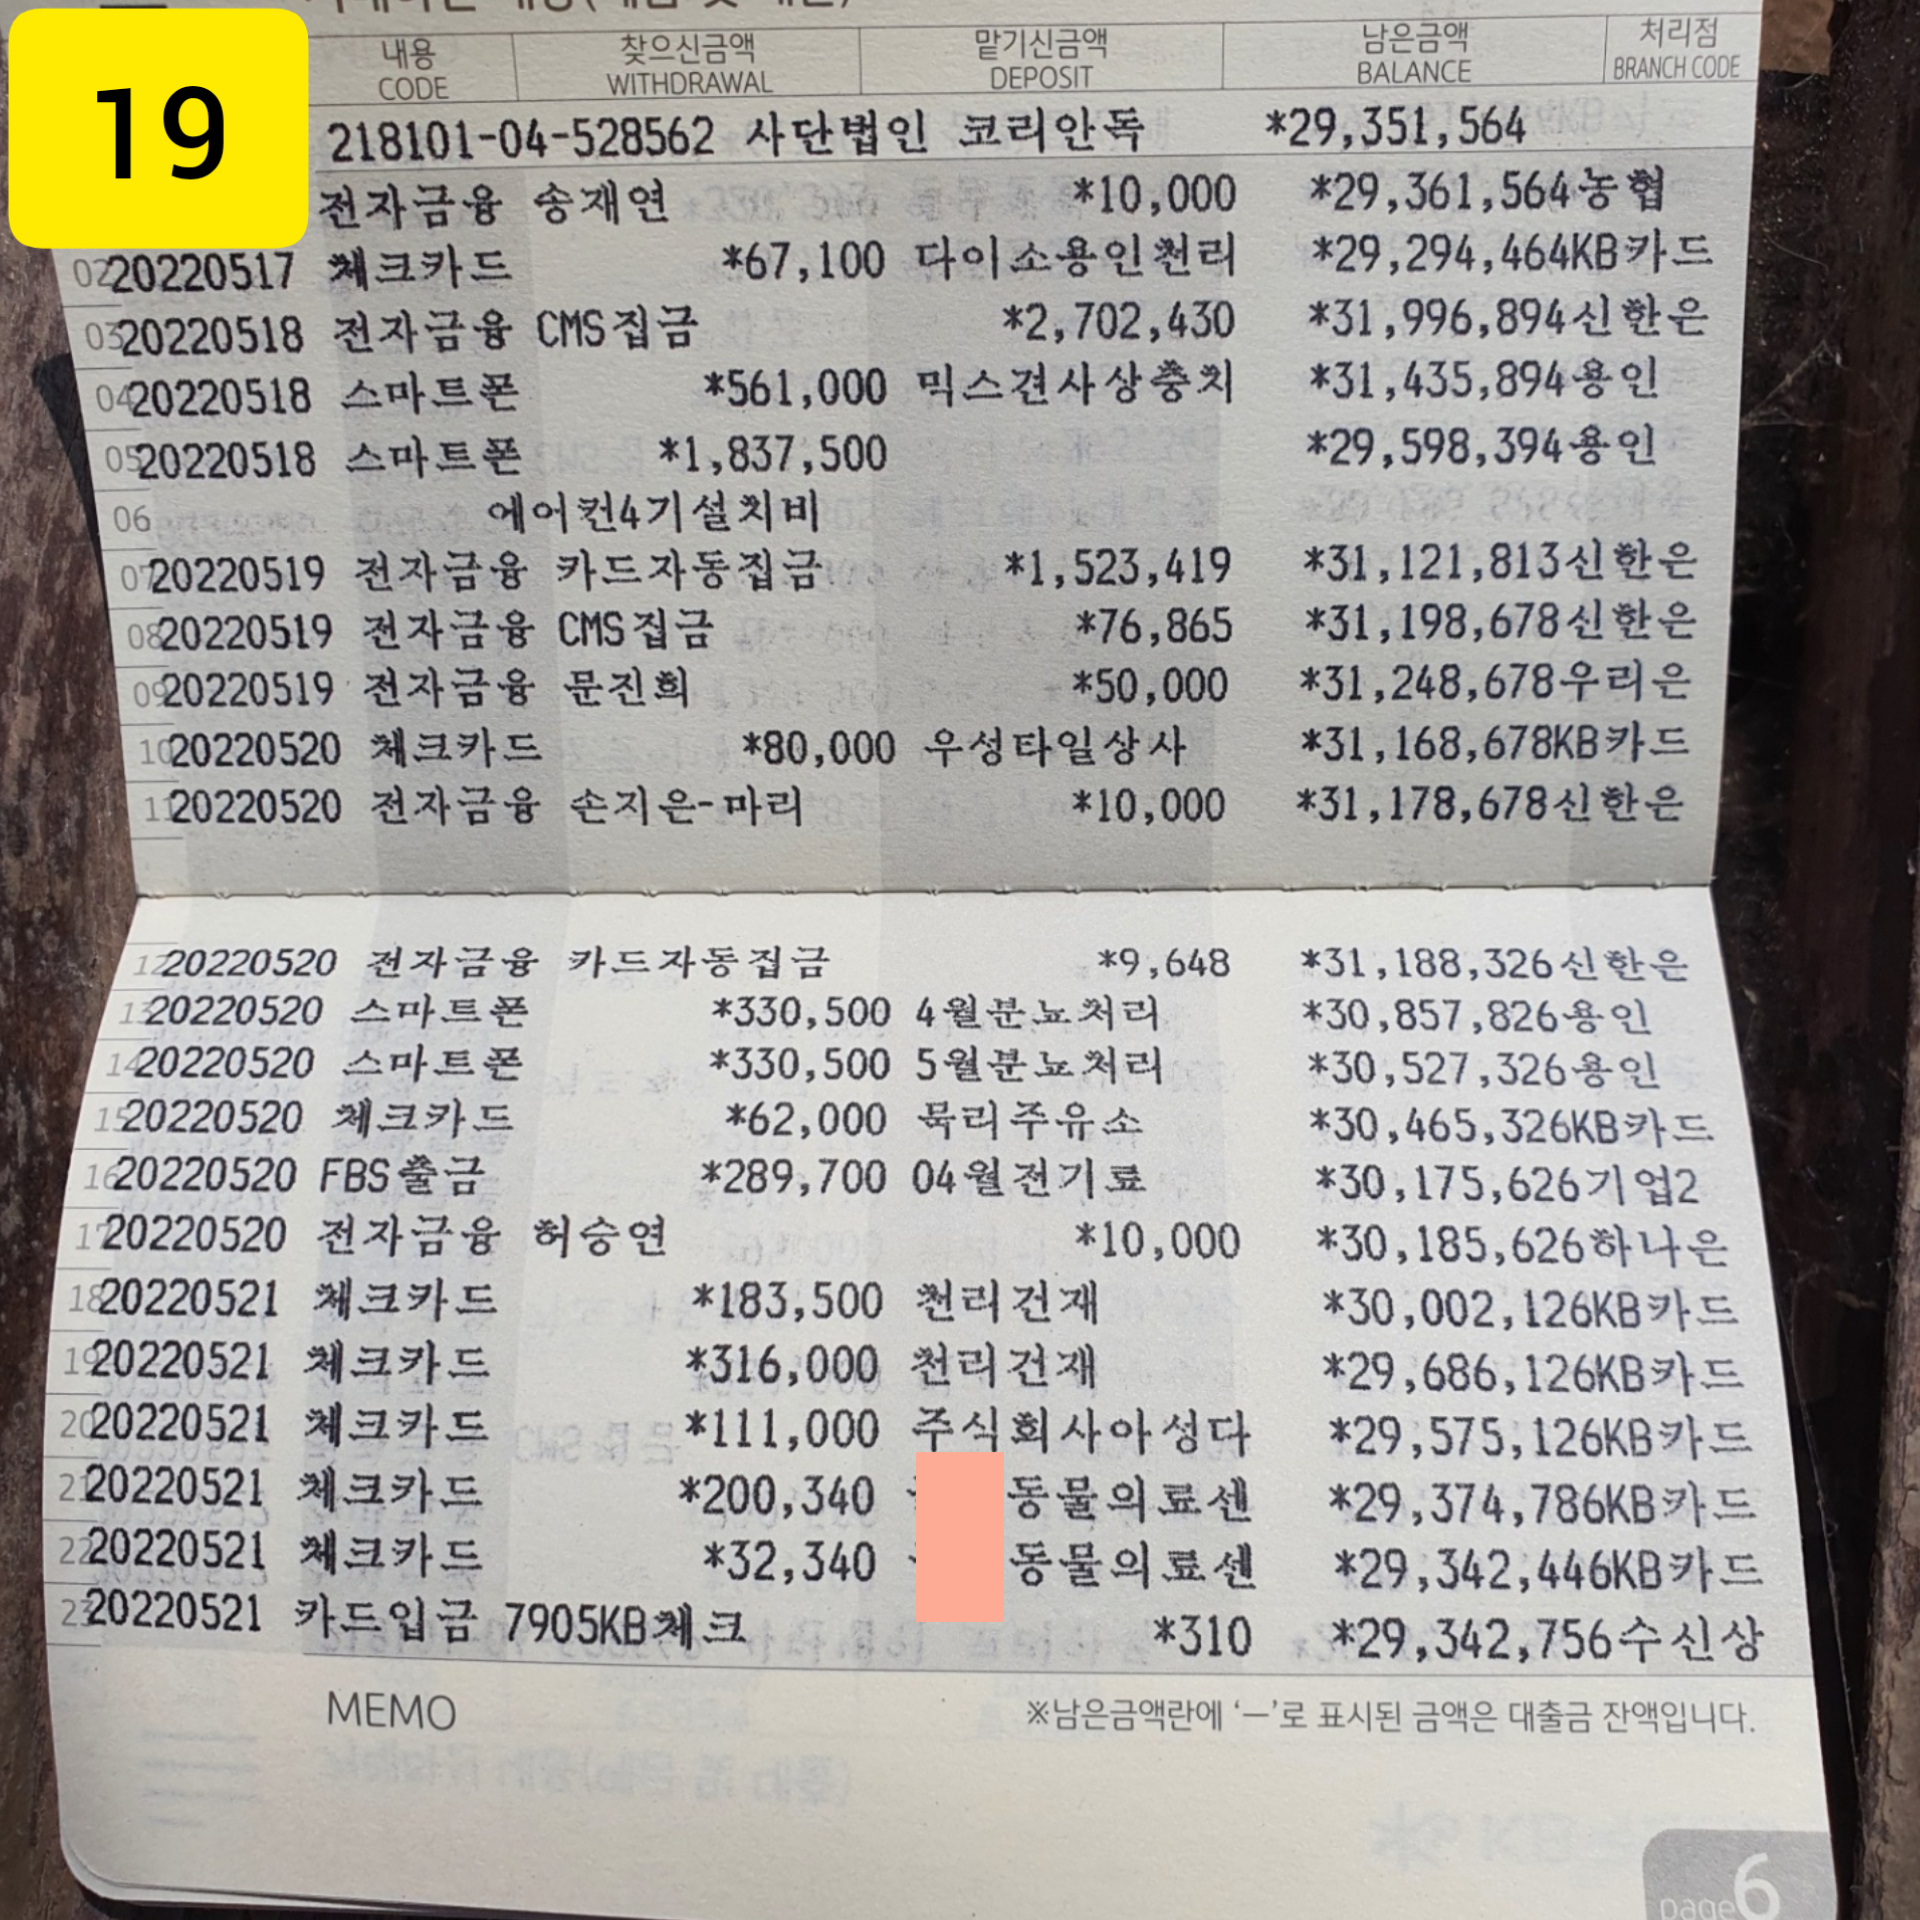 19
내용 찾으신금액 맡기신금액 남은금액 처리점
CODE WITHDRAWAL DEPOSIT BALANCE BRANCH CODE
218101-04-528562 사단법인 코리안독 *29,351,564
전자금융 송재연 *10,000 *29,361,564농협
02 20220517 체크카드 *67,100 다이소용인천리 *29,294,464KB카드
03 20220518 전자금융 CMS집금 *2,702,430 *31,996,894신한은
04 20220518 스마트폰 *561,000 믹스견사상충치 *31,435,894용인
05 20220518 스마트폰 *1,837,500 *29,598,394용인
06 에어컨4기설치비
07 20220519 전자금융 카드자동집금 *1,523,419 *31,121,813신한은
08 20220519 전자금융 CMS집금 *76,865 *31,198,678신한은
09 20220519 전자금융 문진희 *50,000 *31,248,678우리은
10 20220520 체크카드 *80,000 우성타일상사 *31,168,678KB카드
11 20220520 전자금융 손지은-마리 *10,000 *31,178,678신한은
12 20220520 전자금융 카드자동집금 *9,648 *31,188,326신한은
13 20220520 스마트폰 *330,500 4월분뇨처리 *30,857,826용인
14 20220520 스마트폰 *330,500 5월분뇨처리 *30,527,326용인
15 20220520 체크카드 *62,000 묵리주유소 *30,465,326KB카드
16 20220520 FBS출금 *289,700 04월전기료 *30,175,626기업2
17 20220520 전자금융 허승연 *10,000 *30,185,626하나은
18 20220521 체크카드 *183,500 천리건재 *30,002,126KB카드
19 20220521 체크카드 *316,000 천리건재 *29,686,126KB카드
20 20220521 체크카드 *111,000 주식회사아성다 *29,575,126KB카드
21 20220521 체크카드 *200,340 동물의료센 *29,374,786KB카드
22 20220521 체크카드 *32,340 동물의료센 *29,342,446KB카드
23 20220521 카드입금 7905KB체크 *310 *29,342,756수신상
MEMO ※남은금액란에 ‘—’로 표시된 금액은 대출금 잔액입니다.
page 6